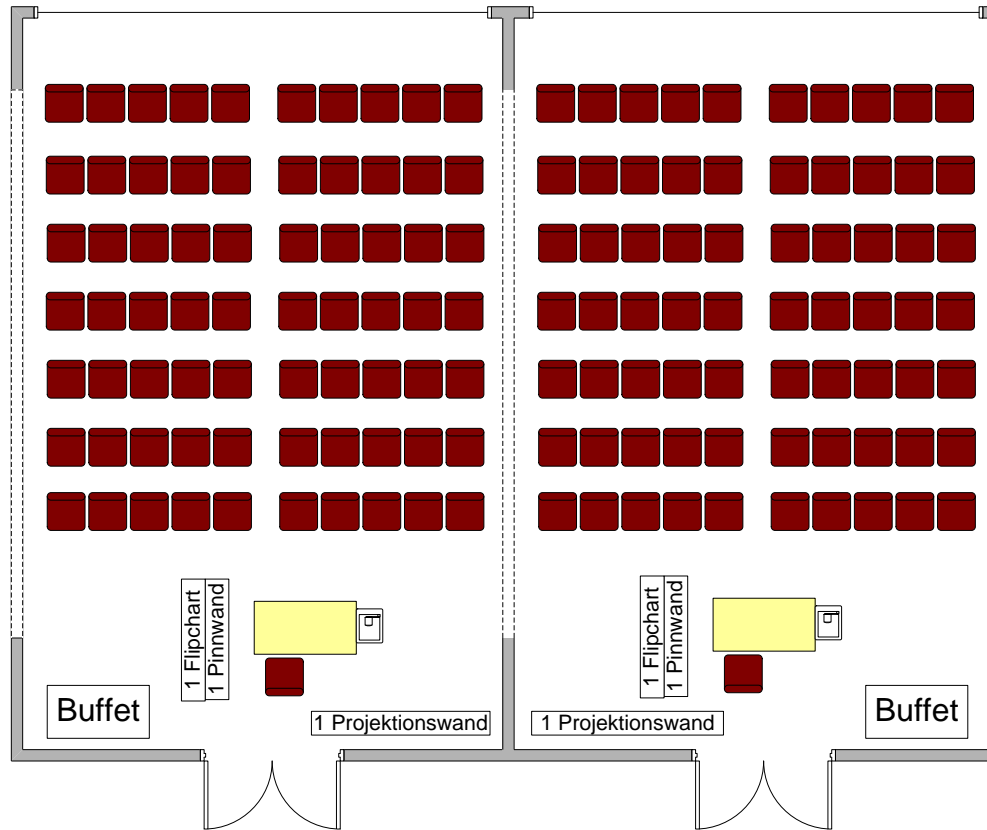 1 Flipchart
1 Pinnwand
1 Flipchart
1 Pinnwand
Buffet
1 Projektionswand
1 Projektionswand
Buffet